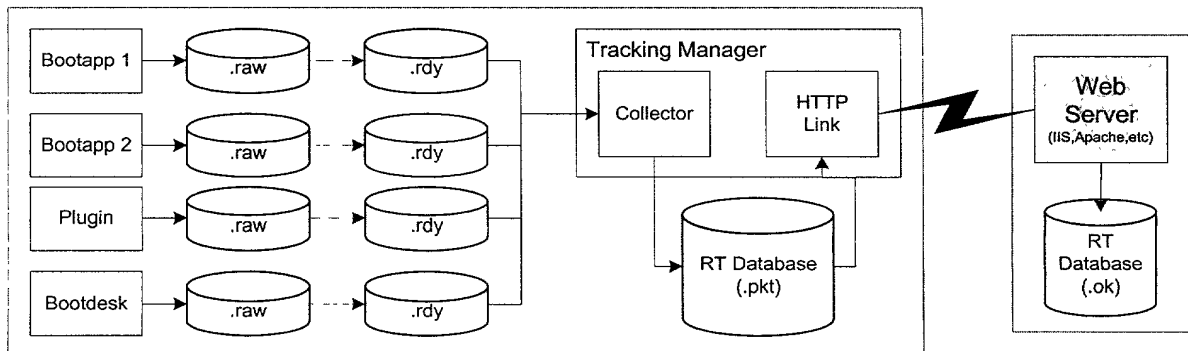 Bootapp 1
.raw
.rdy
Bootapp 2
.raw
.rdy
Plugin
.raw
.rdy
Bootdesk
.raw
.rdy
Tracking Manager
Collector
HTTP
Link
RT Database
(.pkt)
Web
Server
(IIS,Apache,etc)
RT
Database
(.ok)